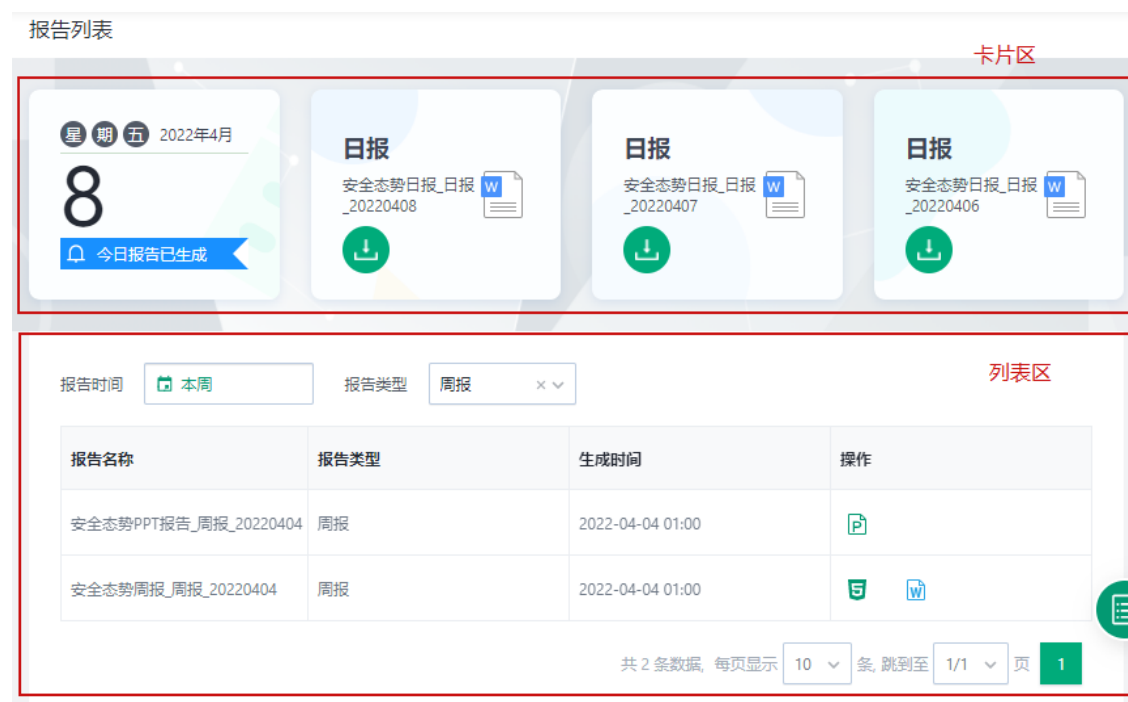 报告列表
卡片区
星期五 2022年4月
8
今日报告已生成
日报
安全态势日报_日报
_20220408
日报
安全态势日报_日报
_20220407
日报
安全态势日报_日报
_20220406
列表区
报告时间 本周 报告类型 周报
报告名称 报告类型 生成时间 操作
安全态势PPT报告_周报_20220404 周报 2022-04-04 01:00
安全态势周报_周报_20220404 周报 2022-04-04 01:00
共 2 条数据, 每页显示 10 条, 跳到至 1/1 页 1